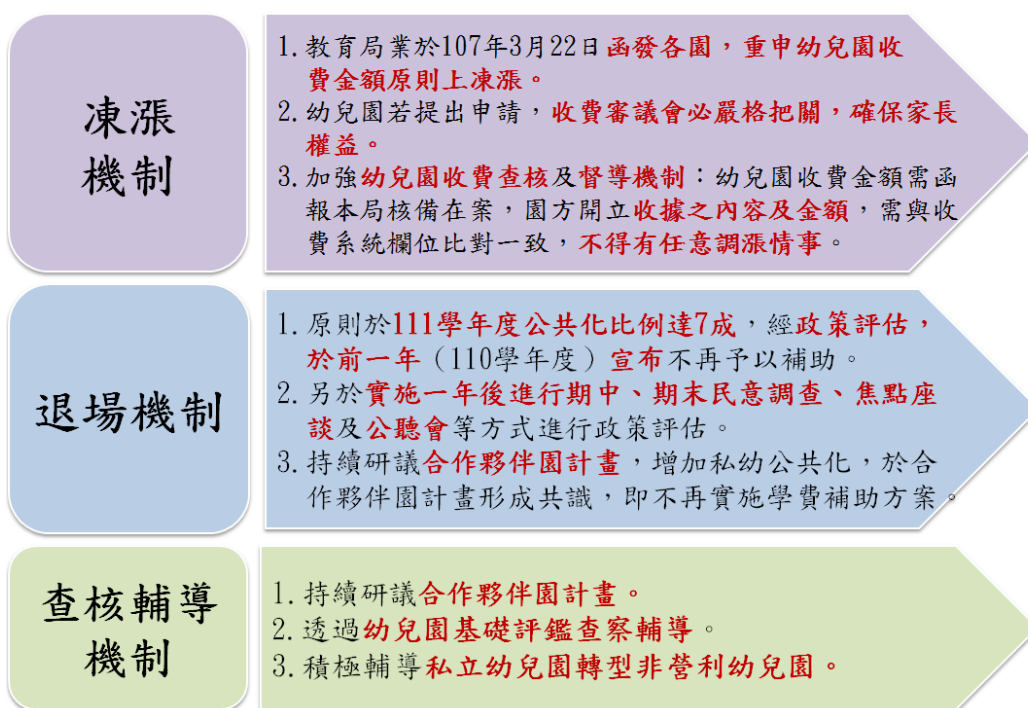 凍漲
機制
1. 教育局業於107年3月22日函發各園，重申幼兒園收
費金額原則上凍漲。
2. 幼兒園若提出申請，收費審議會必嚴格把關，確保家長
權益。
3. 加強幼兒園收費查核及督導機制：幼兒園收費金額需函
報本局核備在案，園方開立收據之內容及金額，需與收
費系統欄位比對一致，不得有任意調漲情事。
退場機制
1. 原則於111學年度公共化比例達7成，經政策評估，
於前一年（110學年度）宣布不再予以補助。
2. 另於實施一年後進行期中、期末民意調查、焦點座
談及公聽會等方式進行政策評估。
3. 持續研議合作夥伴園計畫，增加私幼公共化，於合
作夥伴園計畫形成共識，即不再實施學費補助方案。
查核輔導
機制
1. 持續研議合作夥伴園計畫。
2. 透過幼兒園基礎評鑑查察輔導。
3. 積極輔導私立幼兒園轉型非營利幼兒園。